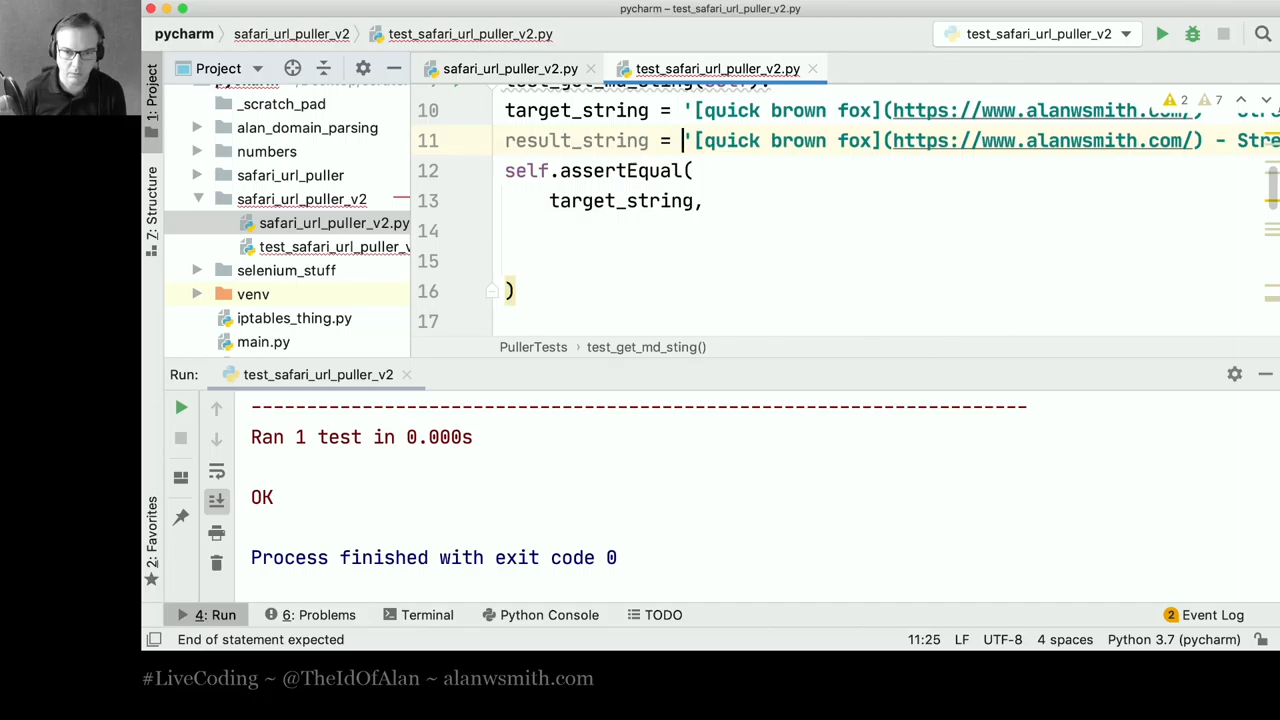 pycharm – test_safari_url_puller_v2.py
pycharm safari_url_puller_v2 test_safari_url_puller_v2.py test_safari_url_puller_v2
1: Project
Project safari_url_puller_v2.py test_safari_url_puller_v2.py
_scratch_pad
alan_domain_parsing
numbers
safari_url_puller
safari_url_puller_v2
safari_url_puller_v2.py
test_safari_url_puller_v
selenium_stuff
venv
iptables_thing.py
main.py
Z: Structure
2: Favorites
10 target_string = '[quick brown fox](https://www.alanwsmith.com/) - Stre
2 7
11 result_string = '[quick brown fox](https://www.alanwsmith.com/) - Stre
12 self.assertEqual(
13 target_string,
14
15
16 )
17
PullerTests › test_get_md_sting()
Run: test_safari_url_puller_v2
----------------------------------------------------------------------
Ran 1 test in 0.000s
OK
Process finished with exit code 0
4: Run 6: Problems Terminal Python Console TODO 2 Event Log
End of statement expected 11:25 LF UTF-8 4 spaces Python 3.7 (pycharm)
#LiveCoding ~ @TheIdOfAlan ~ alanwsmith.com